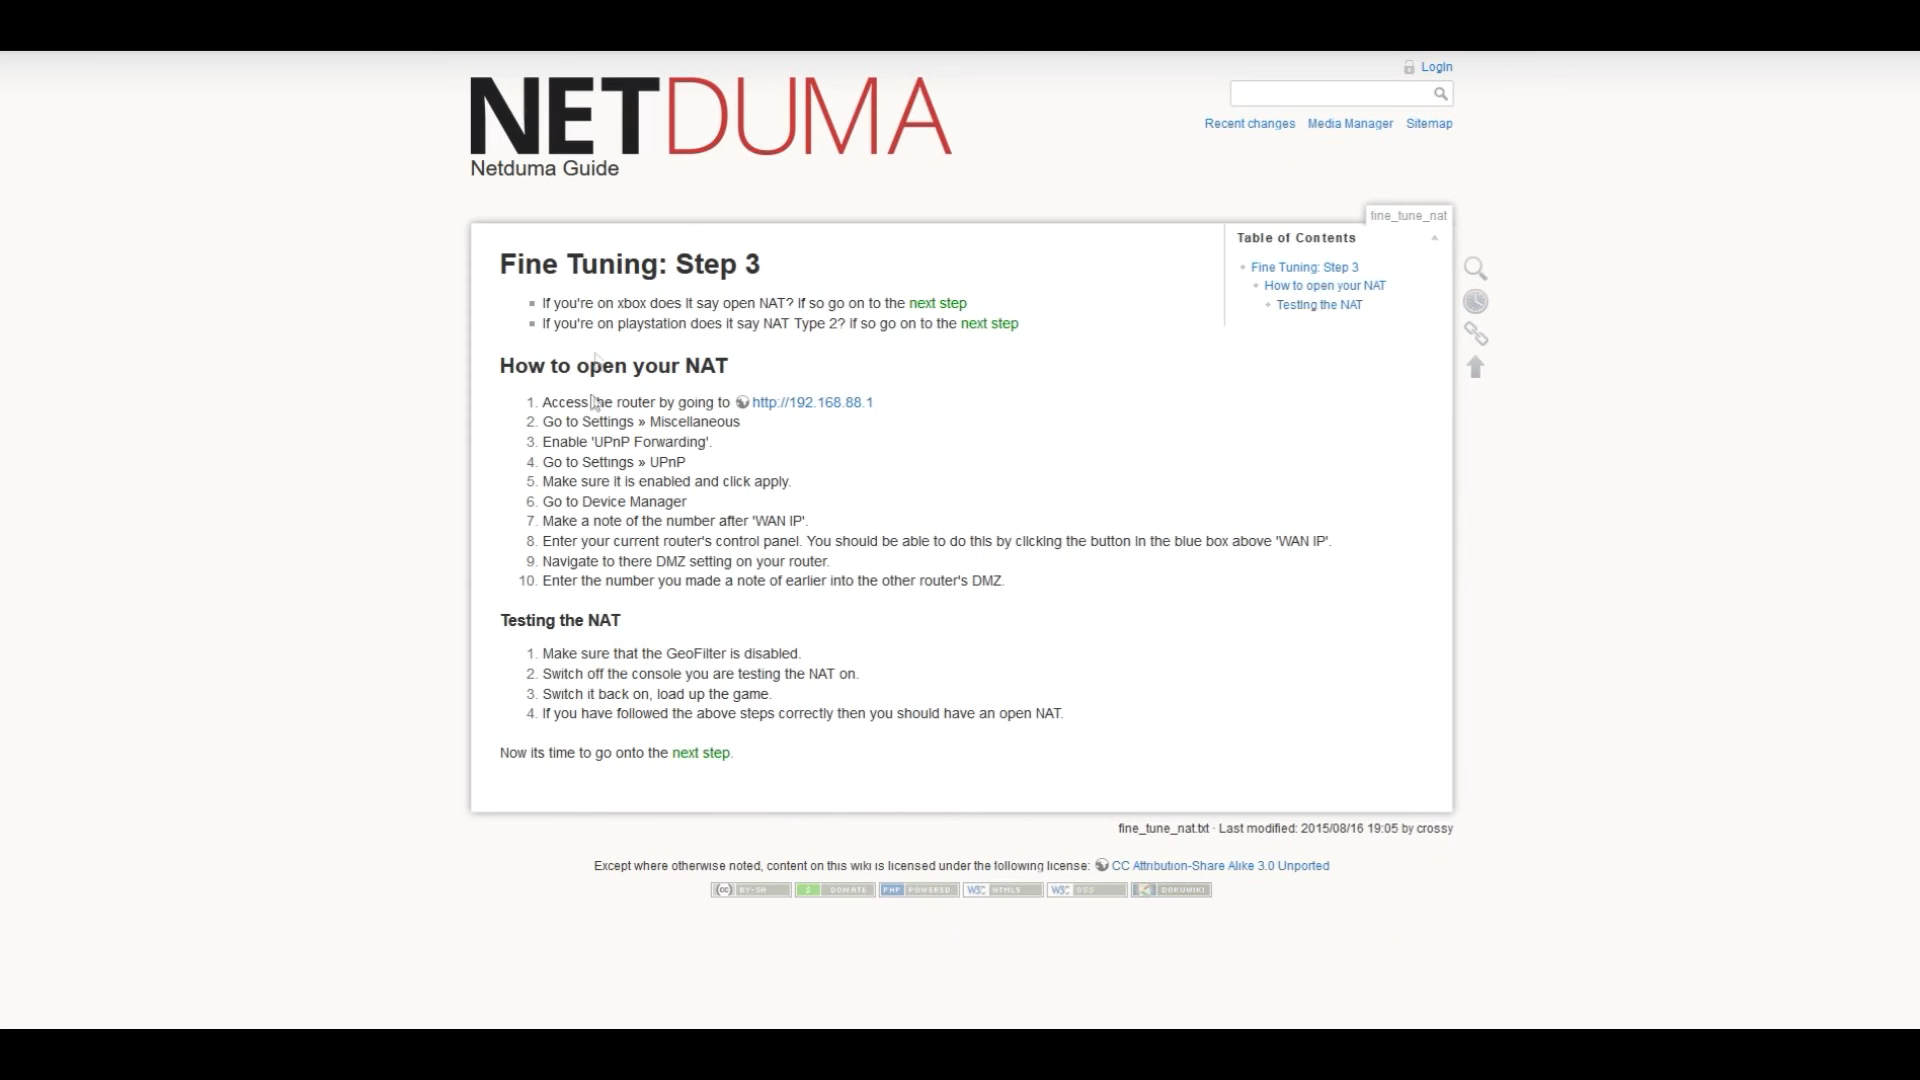 Login
NETDUMA
Netduma Guide
Recent changes Media Manager Sitemap
fine_tune_nat
Table of Contents
Fine Tuning: Step 3
How to open your NAT
Testing the NAT
Fine Tuning: Step 3
If you're on xbox does it say open NAT? If so go on to the next step
If you're on playstation does it say NAT Type 2? if so go on to the next step
How to open your NAT
1. Access the router by going to http://192.168.88.1
2. Go to Settings » Miscellaneous
3. Enable 'UPnP Forwarding'.
4. Go to Settings » UPnP
5. Make sure it is enabled and click apply.
6. Go to Device Manager
7. Make a note of the number after 'WAN IP'.
8. Enter your current router's control panel. You should be able to do this by clicking the button in the blue box above 'WAN IP'.
9. Navigate to there DMZ setting on your router.
10. Enter the number you made a note of earlier into the other router's DMZ.
Testing the NAT
1. Make sure that the GeoFilter is disabled.
2. Switch off the console you are testing the NAT on.
3. Switch it back on, load up the game.
4. If you have followed the above steps correctly then you should have an open NAT.
Now its time to go onto the next step.
fine_tune_nat.txt · Last modified: 2015/08/16 19:05 by crossy
Except where otherwise noted, content on this wiki is licensed under the following license: CC Attribution-Share Alike 3.0 Unported
(cc) BY-SA $ DONATE PHP POWERED W3C HTML5 W3C CSS DOKUWIKI